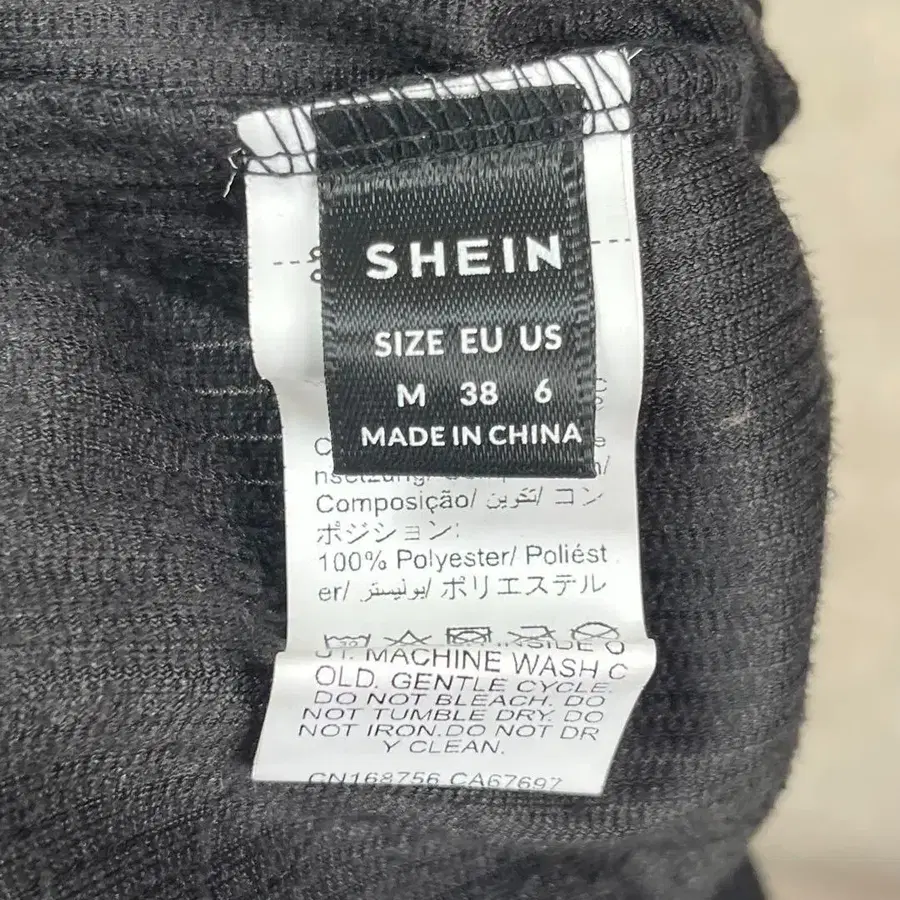 SHEIN
SIZE EU US
M 38 6
MADE IN CHINA
Composição/ تكوين/ コン
ポジション:
100% Polyester/ Poliést
er/ بوليستر/ ポリエステル
MACHINE WASH C
OLD. GENTLE CYCLE.
DO NOT BLEACH. DO
NOT TUMBLE DRY. DO
NOT IRON.DO NOT DR
Y CLEAN.
CN168756 CA67697